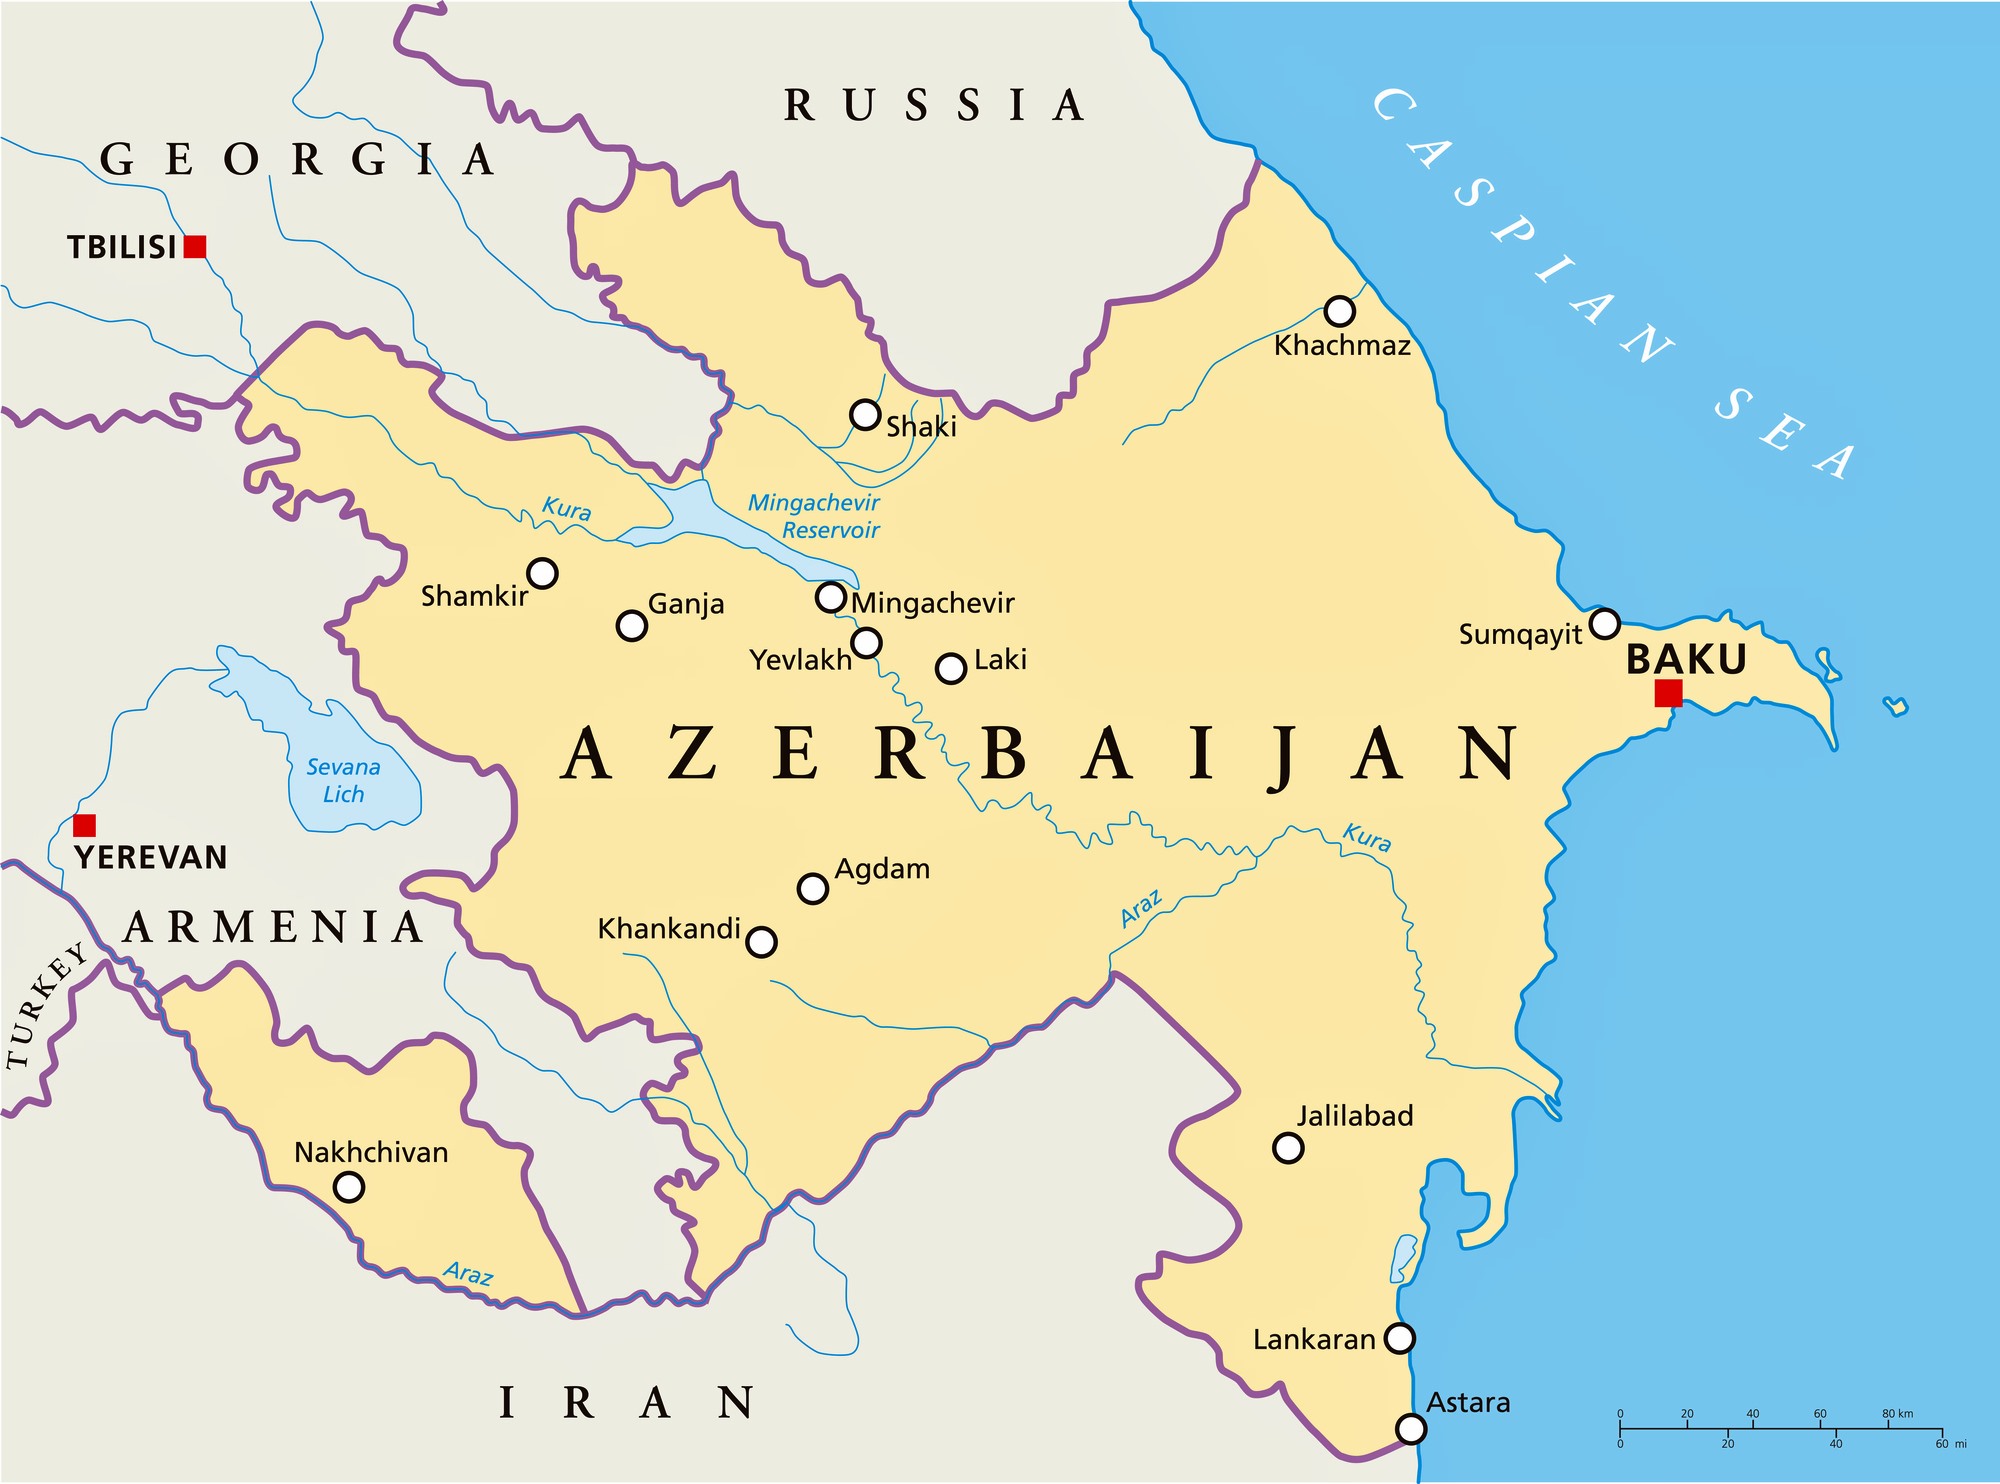 RUSSIA
GEORGIA
CASPIAN SEA
TBILISI
Khachmaz
Shaki
Kura
Mingachevir
Reservoir
Shamkir
Ganja
Mingachevir
Yevlakh
Laki
Sumqayit
BAKU
AZERBAIJAN
Sevana
Lich
YEREVAN
Kura
Agdam
Araz
Khankandi
ARMENIA
TURKEY
Jalilabad
Nakhchivan
Araz
Lankaran
IRAN
Astara
0 20 40 60 80 km
0 20 40 60 mi